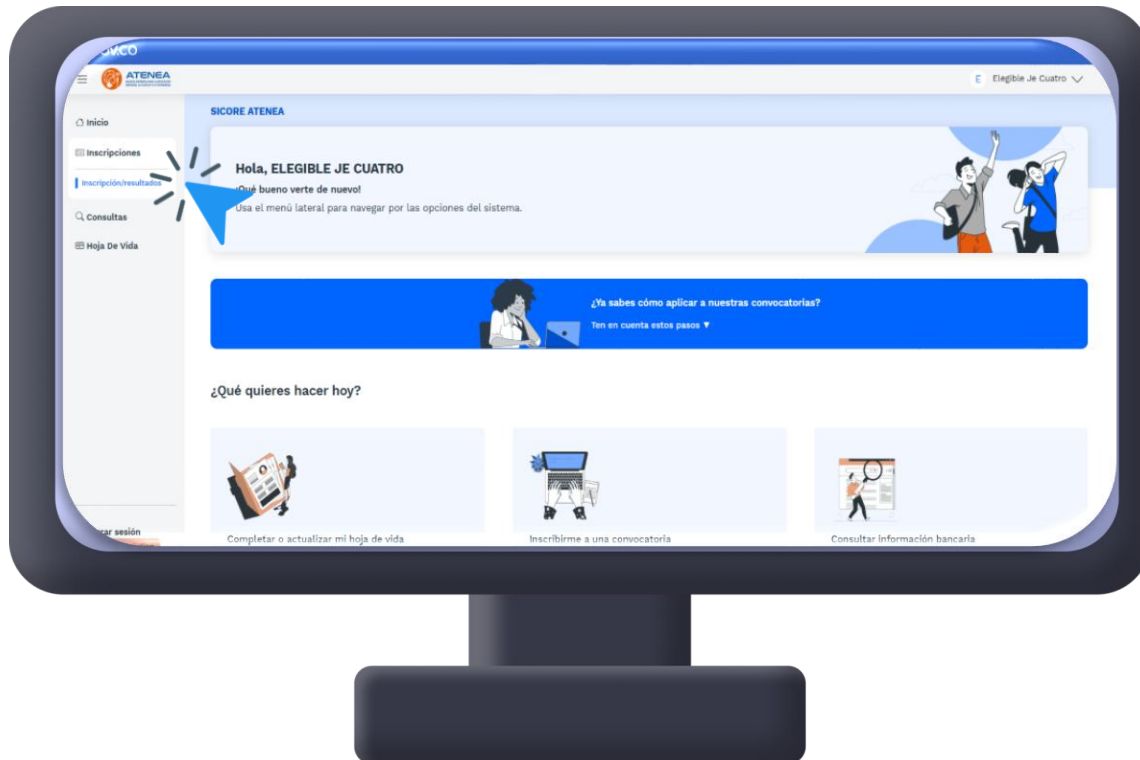 ATENEA
Elegible Je Cuatro
E
SICORE ATENEA
Inicio
Inscripciones
Inscripción/resultados
Consultas
Hoja De Vida
Hola, ELEGIBLE JE CUATRO
¡Qué bueno verte de nuevo!
Usa el menú lateral para navegar por las opciones del sistema.
¿Ya sabes cómo aplicar a nuestras convocatorias?
Ten en cuenta estos pasos ▼
¿Qué quieres hacer hoy?
Completar o actualizar mi hoja de vida
Inscribirme a una convocatoria
Consultar información bancaria
sesión